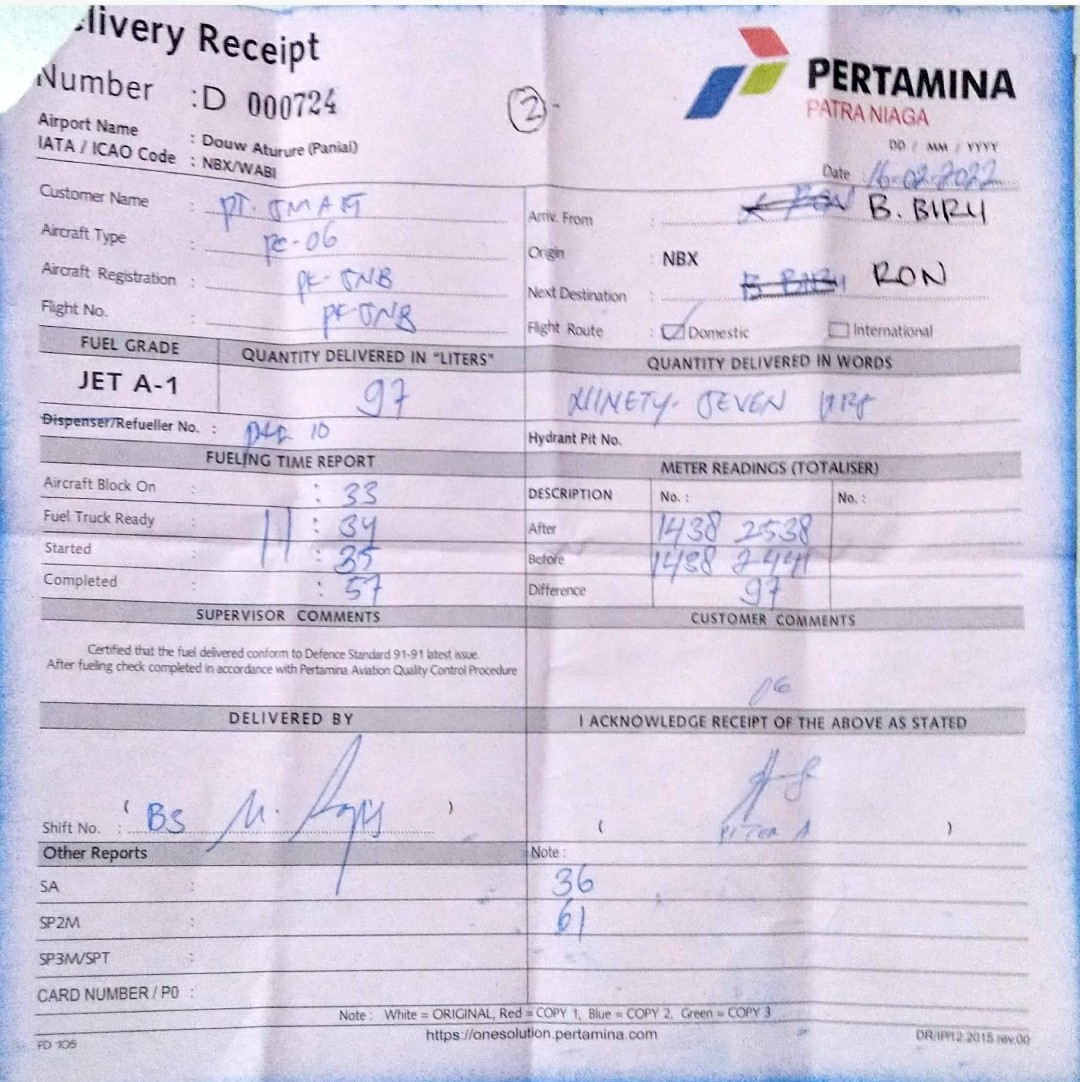 livery Receipt
PERTAMINA
PATRA NIAGA
Number :D 000724
2 -
DD / MM / YYYY
Airport Name : Douw Aturure (Paniai)
IATA / ICAO Code : NBX/WABI
Date : 16-02-2022
Customer Name : PT. SMART
Arriv. From : B. BIRY
Aircraft Type : PC-06
Origin : NBX
Aircraft Registration : PK-SNB
Next Destination : RON
Flight No. : PK-SNB
Flight Route : Domestic International
FUEL GRADE QUANTITY DELIVERED IN "LITERS" QUANTITY DELIVERED IN WORDS
JET A-1 97 NINETY- SEVEN
Dispenser/Refueller No. : 10
Hydrant Pit No.
FUELING TIME REPORT METER READINGS (TOTALISER)
Aircraft Block On : : 33 DESCRIPTION No. : No. :
Fuel Truck Ready : 11 : 34 After 1438 2538
Started : : 35 Before 1438 2441
Completed : : 57 Difference 97
SUPERVISOR COMMENTS CUSTOMER COMMENTS
Certified that the fuel delivered conform to Defence Standard 91-91 latest issue.
After fueling check completed in accordance with Pertamina Aviation Quality Control Procedure
06
DELIVERED BY I ACKNOWLEDGE RECEIPT OF THE ABOVE AS STATED
( )
Shift No. : BS
( PITER A )
Other Reports Note :
SA : 36
SP2M : 61
SP3M/SPT :
CARD NUMBER / PO :
Note : White = ORIGINAL, Red = COPY 1, Blue = COPY 2, Green = COPY 3
https://onesolution.pertamina.com
FD 105 DR/IP/12 2015 rev.00